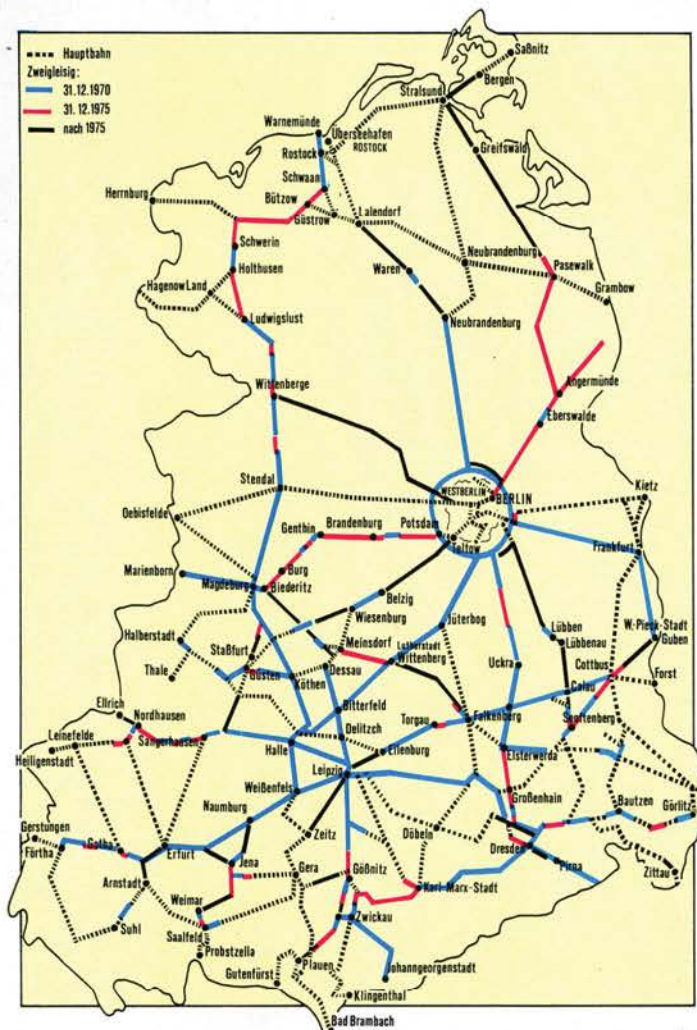 Hauptbahn
Zweigleisig:
31.12.1970
31.12.1975
nach 1975
Saßnitz
Bergen
Stralsund
Warnemünde
Überseehafen
ROSTOCK
Rostock
Greifswald
Schwaan
Herrnburg
Bützow
Güstrow
Lalendorf
Schwerin
Neubrandenburg
Pasewalk
Holthusen
Waren
Hagenow Land
Grambow
Ludwigslust
Neubrandenburg
Wittenberge
Angermünde
Eberswalde
Stendal
WESTBERLIN
BERLIN
Kietz
Oebisfelde
Genthin
Brandenburg
Potsdam
Teltow
Frankfurt
Marienborn
Burg
Magdeburg
Biederitz
Belzig
Wiesenburg
Jüterbog
Lübben
W.-Pieck-Stadt
Guben
Halberstadt
Staßfurt
Meinsdorf
Lutherstadt
Wittenberg
Lübbenau
Thale
Güsten
Dessau
Uckra
Cottbus
Köthen
Calau
Forst
Ellrich
Bitterfeld
Nordhausen
Torgau
Falkenberg
Senftenberg
Leinefelde
Sangerhausen
Delitzch
Heiligenstadt
Halle
Eilenburg
Elsterwerda
Leipzig
Weißenfels
Großenhain
Bautzen
Görlitz
Naumburg
Gerstungen
Zeitz
Döbeln
Förtha
Gotha
Erfurt
Dresden
Jena
Pirna
Arnstadt
Gera
Gößnitz
Zittau
Weimar
Karl-Marx-Stadt
Suhl
Saalfeld
Zwickau
Probstzella
Plauen
Gutenfürst
Johanngeorgenstadt
Klingenthal
Bad Brambach